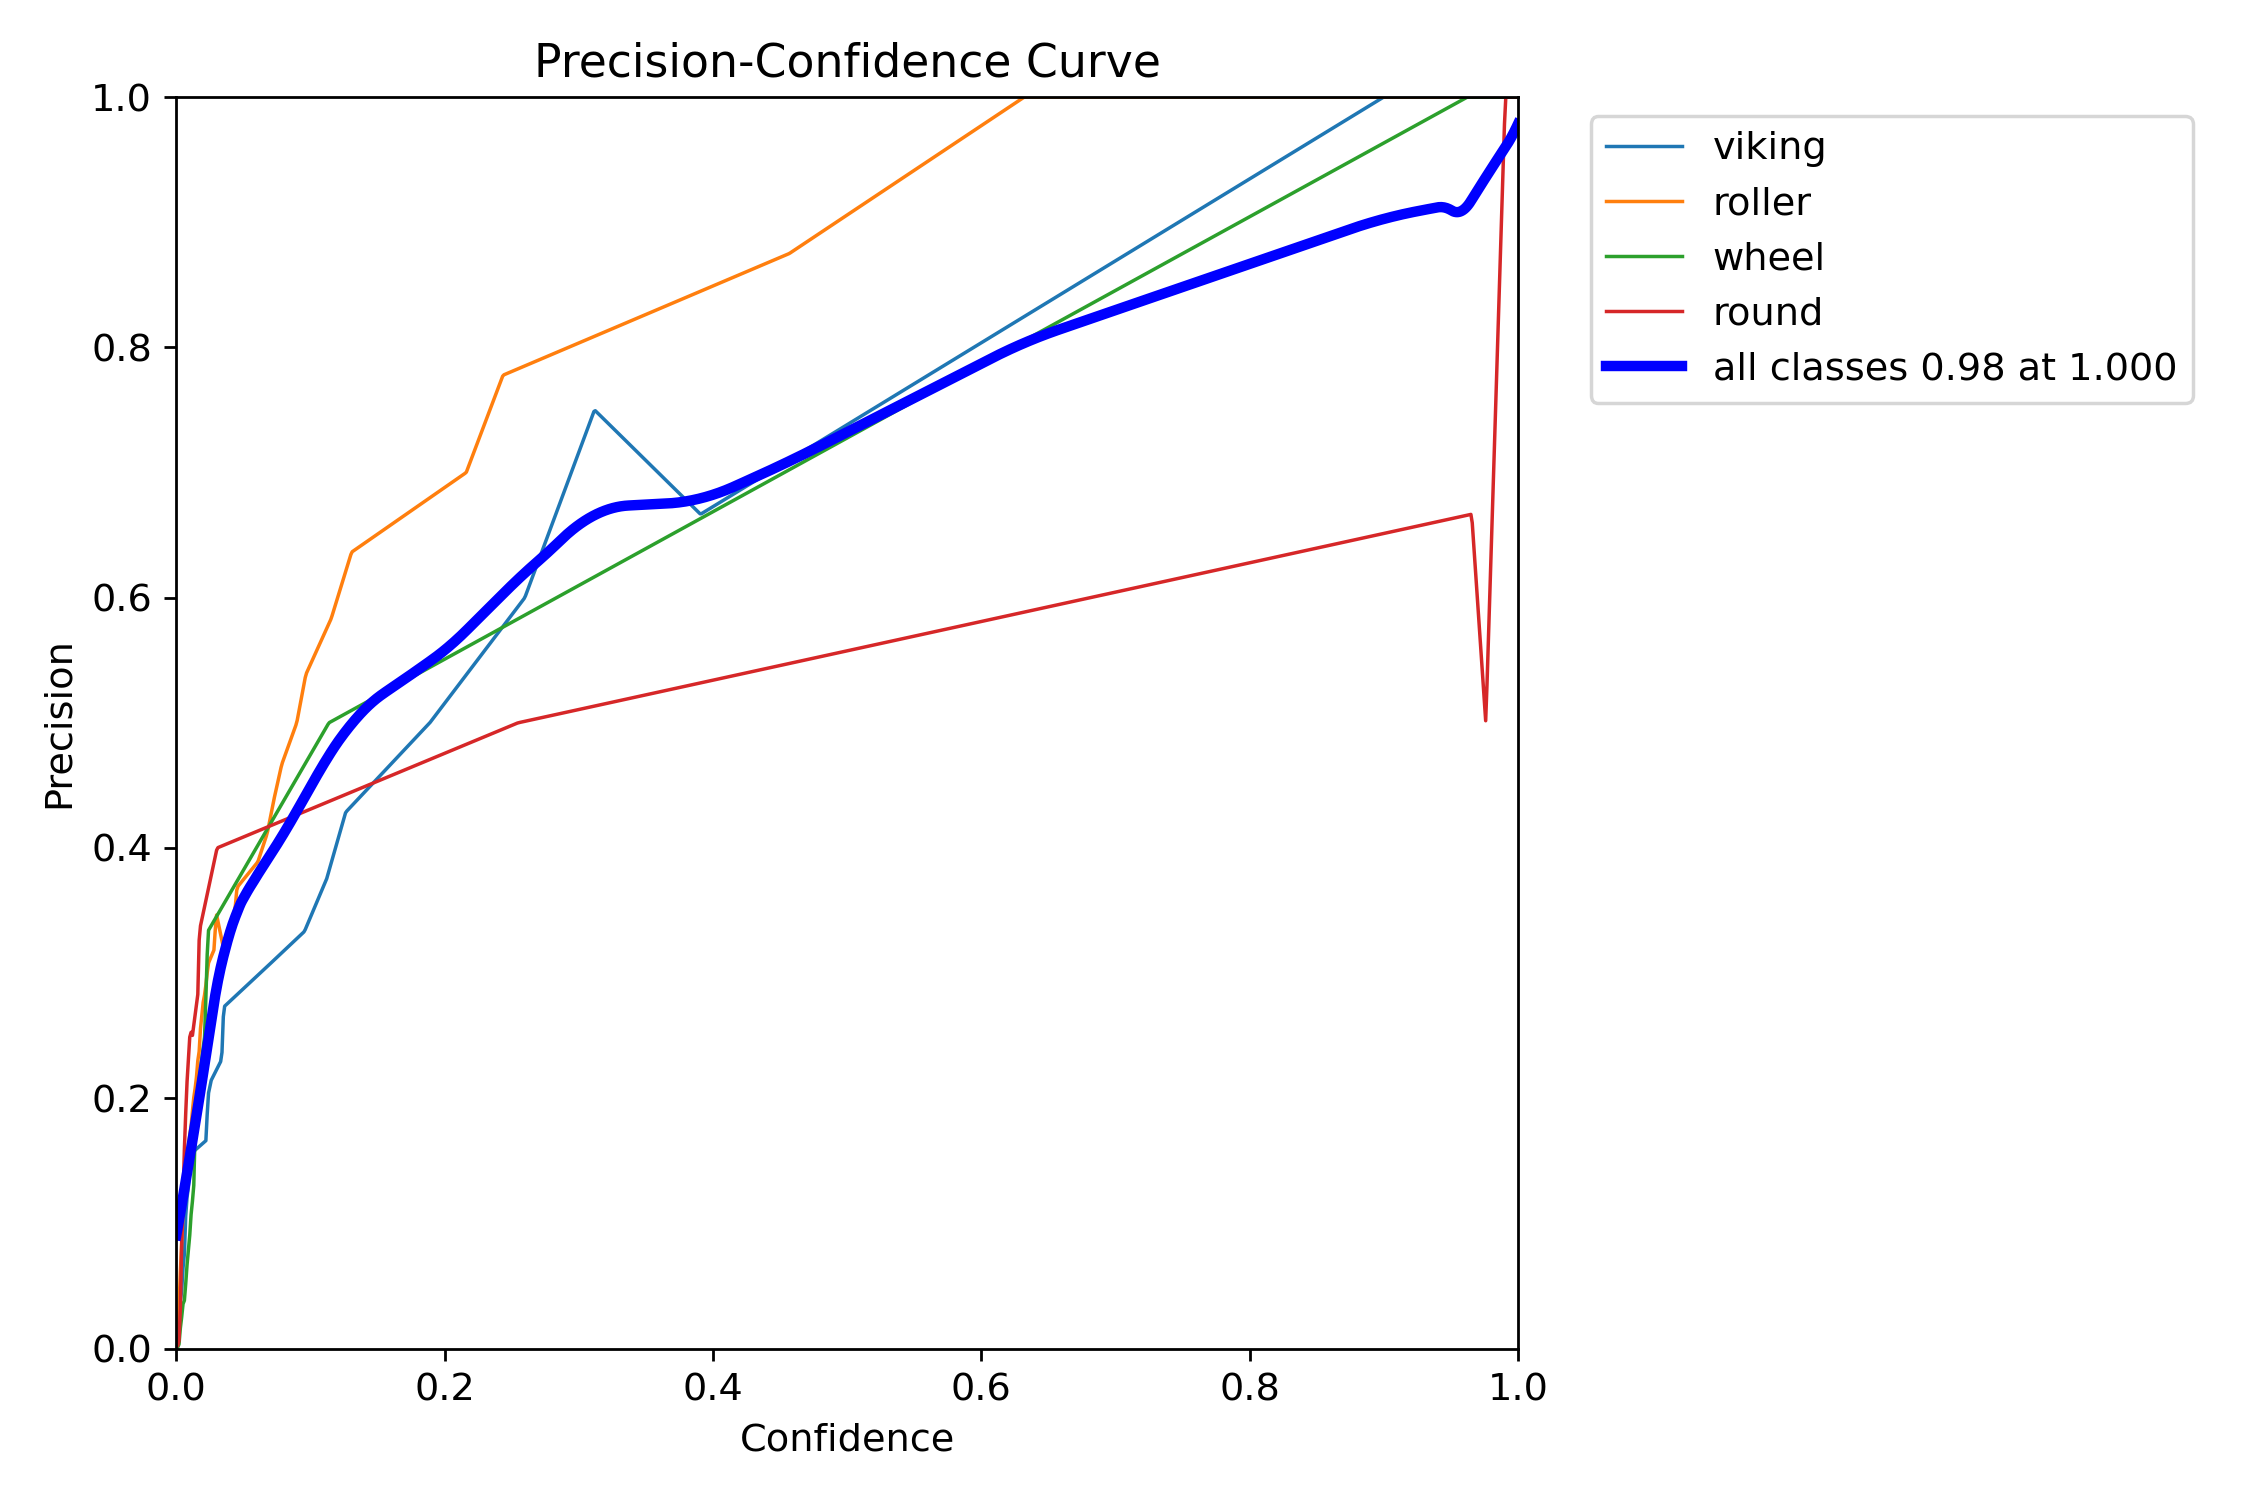 Precision-Confidence Curve
1.0
0.8
0.6
0.4
0.2
0.0
Precision
0.0 0.2 0.4 0.6 0.8 1.0
Confidence
viking
roller
wheel
round
all classes 0.98 at 1.000